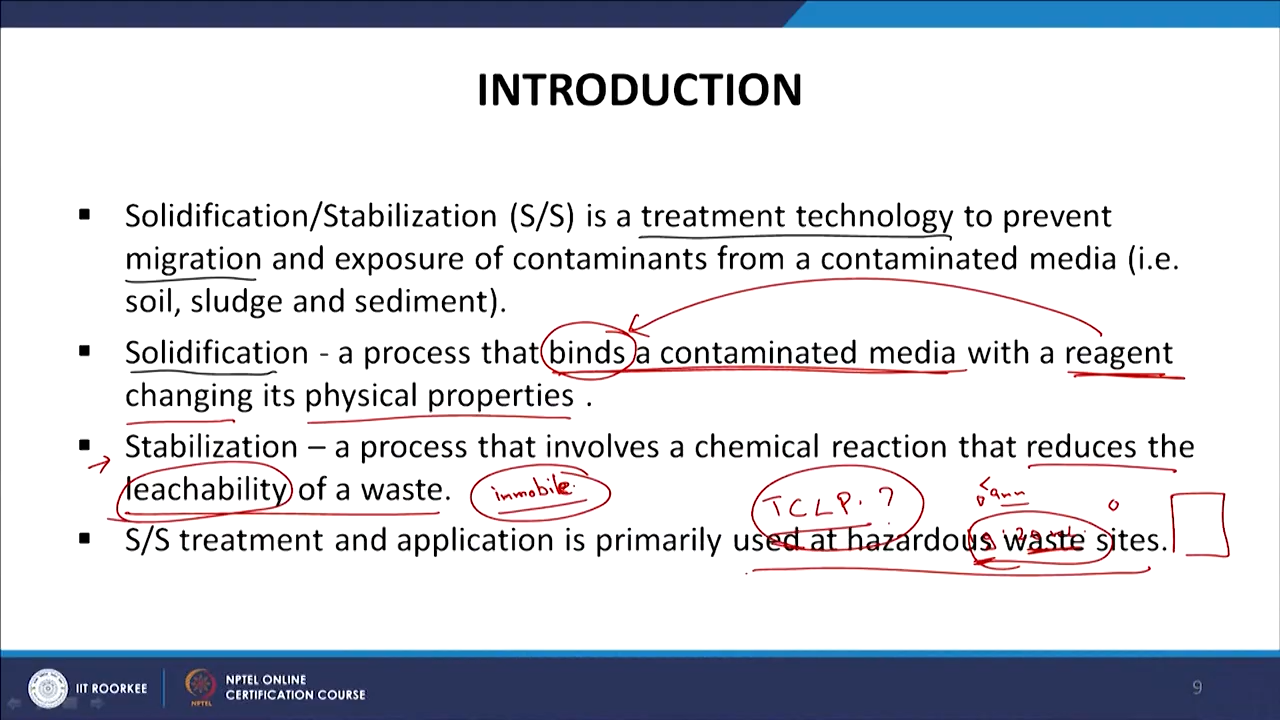 INTRODUCTION
▪ Solidification/Stabilization (S/S) is a treatment technology to prevent
migration and exposure of contaminants from a contaminated media (i.e.
soil, sludge and sediment).
▪ Solidification - a process that binds a contaminated media with a reagent
changing its physical properties .
▪ Stabilization – a process that involves a chemical reaction that reduces the
leachability of a waste.
immobile.
TCLP. ?
▪ S/S treatment and application is primarily used at hazardous waste sites.
IIT ROORKEE
NPTEL ONLINE
CERTIFICATION COURSE
NPTEL
9